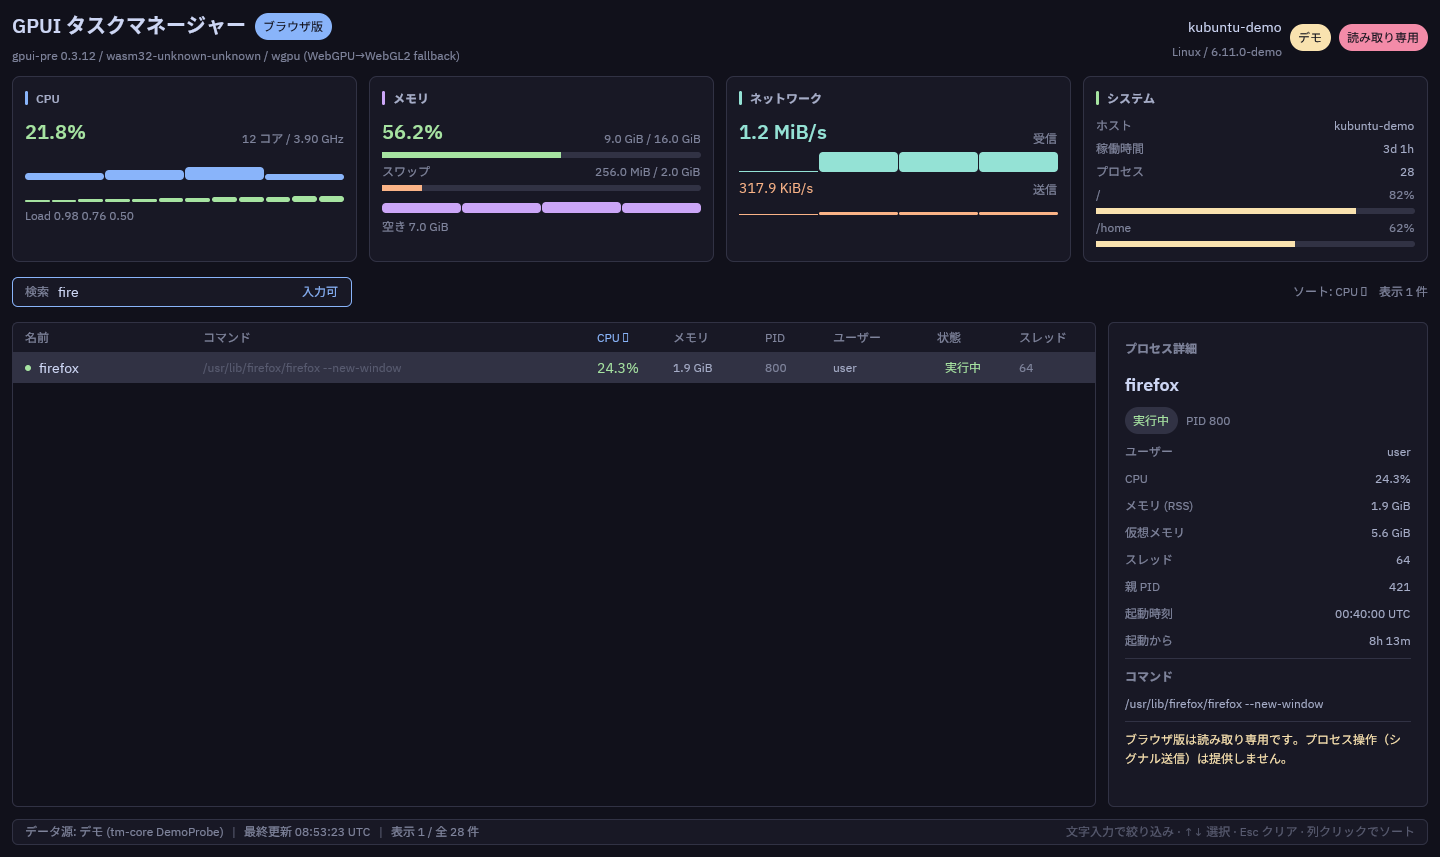 GPUI タスクマネージャー ブラウザ版
gpui-pre 0.3.12 / wasm32-unknown-unknown / wgpu (WebGPU→WebGL2 fallback)
kubuntu-demo
Linux / 6.11.0-demo
デモ 読み取り専用
CPU
21.8% 12 コア / 3.90 GHz
Load 0.98 0.76 0.50
メモリ
56.2% 9.0 GiB / 16.0 GiB
スワップ 256.0 MiB / 2.0 GiB
空き 7.0 GiB
ネットワーク
1.2 MiB/s 受信
317.9 KiB/s 送信
システム
ホスト kubuntu-demo
稼働時間 3d 1h
プロセス 28
/ 82%
/home 62%
検索 fire 入力可
ソート: CPU 表示 1 件
名前 コマンド CPU メモリ PID ユーザー 状態 スレッド
firefox /usr/lib/firefox/firefox --new-window 24.3% 1.9 GiB 800 user 実行中 64
プロセス詳細
firefox
実行中 PID 800
ユーザー user
CPU 24.3%
メモリ (RSS) 1.9 GiB
仮想メモリ 5.6 GiB
スレッド 64
親 PID 421
起動時刻 00:40:00 UTC
起動から 8h 13m
コマンド
/usr/lib/firefox/firefox --new-window
ブラウザ版は読み取り専用です。プロセス操作（シ
グナル送信）は提供しません。
データ源: デモ (tm-core DemoProbe) | 最終更新 08:53:23 UTC | 表示 1 / 全 28 件
文字入力で絞り込み · ↑↓ 選択 · Esc クリア · 列クリックでソート